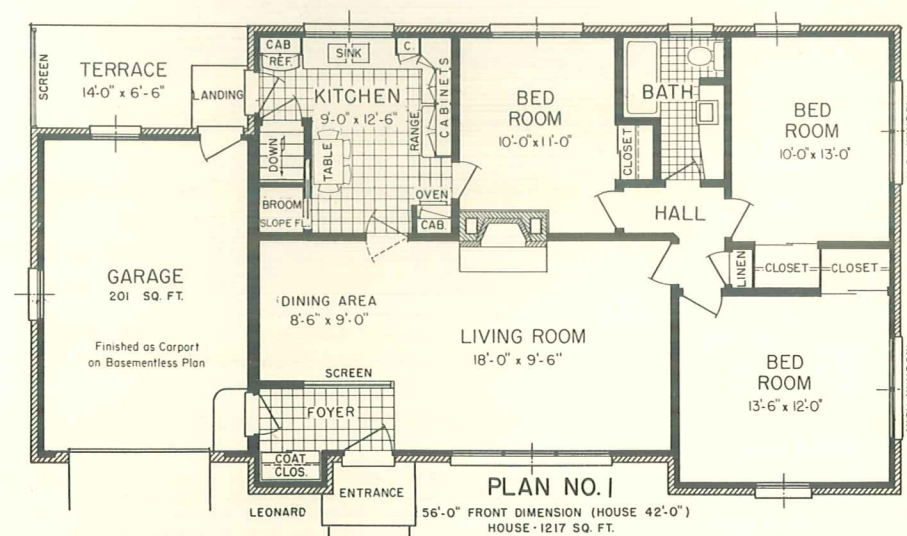 SCREEN
TERRACE
14'-0" x 6'-6"
LANDING
CAB
REF.
SINK
C.
KITCHEN
9'-0" x 12'-6"
CABINETS
RANGE
TABLE
DOWN
BROOM
SLOPE FL.
OVEN
CAB.
BED
ROOM
10'-0" x 11'-0"
CLOSET
BATH
BED
ROOM
10'-0" x 13'-0"
HALL
LINEN
CLOSET
CLOSET
GARAGE
201 SQ. FT.
Finished as Carport
on Basementless Plan
DINING AREA
8'-6" x 9'-0"
LIVING ROOM
18'-0" x 9'-6"
SCREEN
FOYER
COAT
CLOS.
BED
ROOM
13'-6" x 12'-0"
ENTRANCE
LEONARD
PLAN NO. 1
56'-0" FRONT DIMENSION (HOUSE 42'-0")
HOUSE - 1217 SQ. FT.